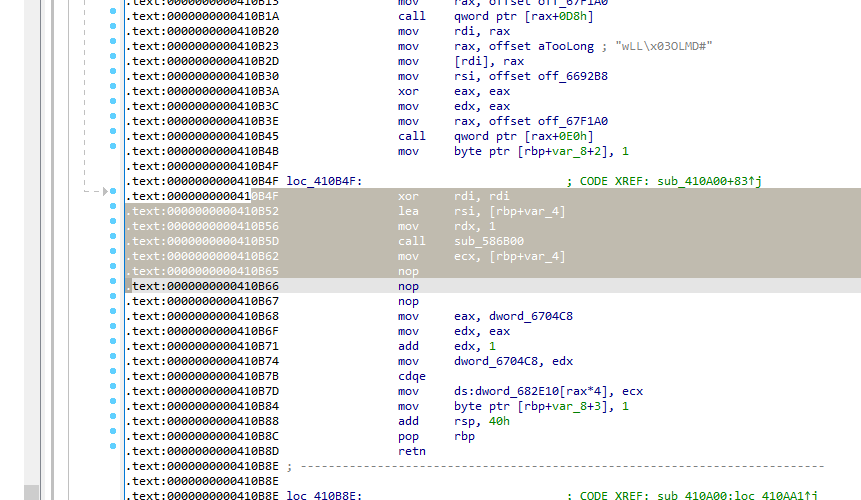 .text:0000000000410B13 mov rax, offset off_67F1A0
.text:0000000000410B1A call qword ptr [rax+0D8h]
.text:0000000000410B20 mov rdi, rax
.text:0000000000410B23 mov rax, offset aTooLong ; "wLL\x03OLMD#"
.text:0000000000410B2D mov [rdi], rax
.text:0000000000410B30 mov rsi, offset off_6692B8
.text:0000000000410B3A xor eax, eax
.text:0000000000410B3C mov edx, eax
.text:0000000000410B3E mov rax, offset off_67F1A0
.text:0000000000410B45 call qword ptr [rax+0E0h]
.text:0000000000410B4B mov byte ptr [rbp+var_8+2], 1
.text:0000000000410B4F
.text:0000000000410B4F loc_410B4F: ; CODE XREF: sub_410A00+83↑j
.text:0000000000410B4F xor rdi, rdi
.text:0000000000410B52 lea rsi, [rbp+var_4]
.text:0000000000410B56 mov rdx, 1
.text:0000000000410B5D call sub_586B00
.text:0000000000410B62 mov ecx, [rbp+var_4]
.text:0000000000410B65 nop
.text:0000000000410B66 nop
.text:0000000000410B67 nop
.text:0000000000410B68 mov eax, dword_6704C8
.text:0000000000410B6F mov edx, eax
.text:0000000000410B71 add edx, 1
.text:0000000000410B74 mov dword_6704C8, edx
.text:0000000000410B7B cdqe
.text:0000000000410B7D mov ds:dword_682E10[rax*4], ecx
.text:0000000000410B84 mov byte ptr [rbp+var_8+3], 1
.text:0000000000410B88 add rsp, 40h
.text:0000000000410B8C pop rbp
.text:0000000000410B8D retn
.text:0000000000410B8E ; ---------------------------------------------------------------------------
.text:0000000000410B8E
.text:0000000000410B8E loc_410B8E: ; CODE XREF: sub_410A00:loc_410AA1↑j